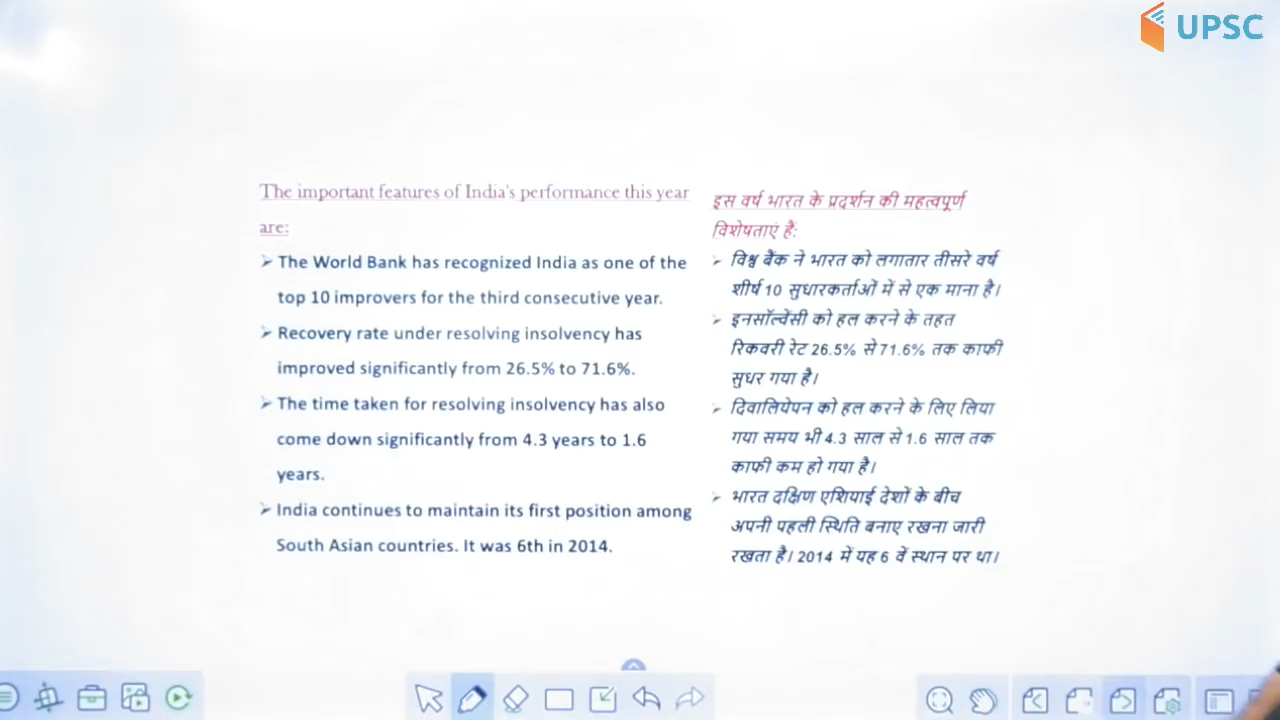 UPSC
The important features of India's performance this year
are:
➢ The World Bank has recognized India as one of the
top 10 improvers for the third consecutive year.
➢ Recovery rate under resolving insolvency has
improved significantly from 26.5% to 71.6%.
➢ The time taken for resolving insolvency has also
come down significantly from 4.3 years to 1.6
years.
➢ India continues to maintain its first position among
South Asian countries. It was 6th in 2014.
इस वर्ष भारत के प्रदर्शन की महत्वपूर्ण
विशेषताएं हैं:
➢ विश्व बैंक ने भारत को लगातार तीसरे वर्ष
शीर्ष 10 सुधारकर्ताओं में से एक माना है।
➢ इनसॉल्वेंसी को हल करने के तहत
रिकवरी रेट 26.5% से 71.6% तक काफी
सुधर गया है।
➢ दिवालियेपन को हल करने के लिए लिया
गया समय भी 4.3 साल से 1.6 साल तक
काफी कम हो गया है।
➢ भारत दक्षिण एशियाई देशों के बीच
अपनी पहली स्थिति बनाए रखना जारी
रखता है। 2014 में यह 6 वें स्थान पर था।